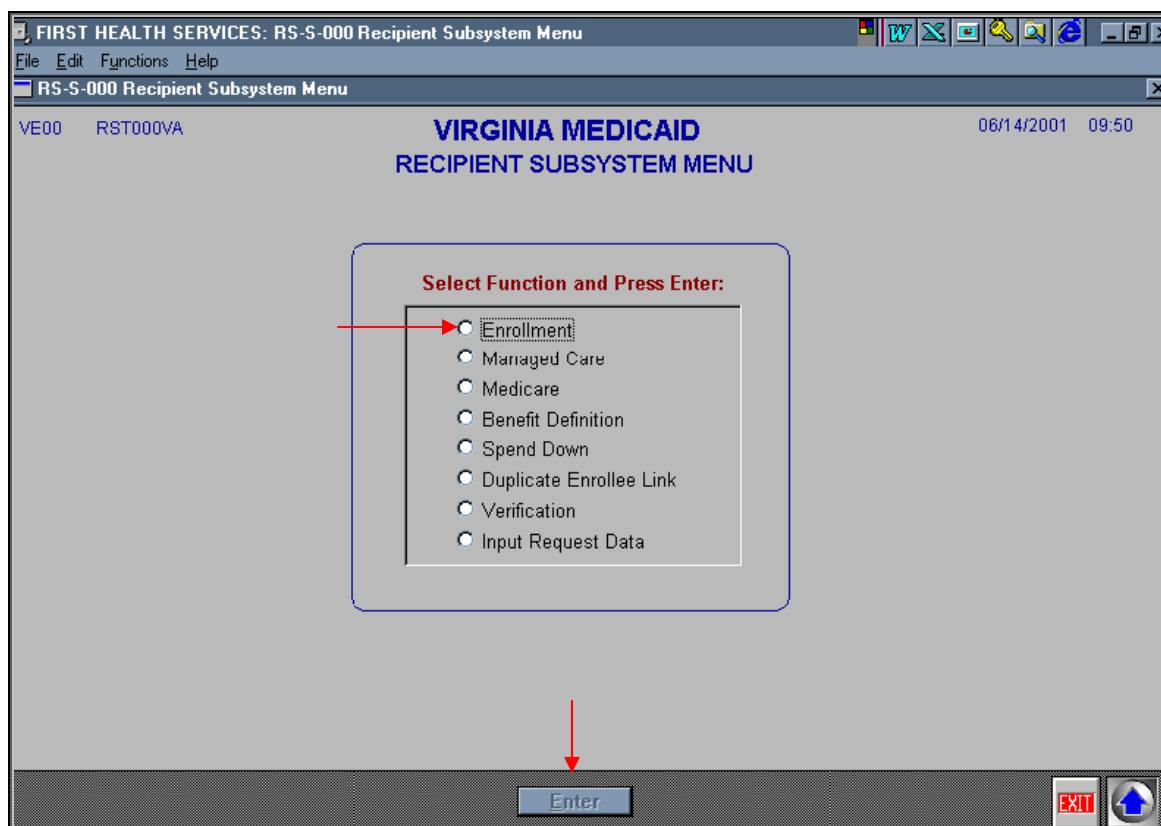 FIRST HEALTH SERVICES: RS-S-000 Recipient Subsystem Menu
File Edit Functions Help
RS-S-000 Recipient Subsystem Menu
VE00 RST000VA VIRGINIA MEDICAID 06/14/2001 09:50
RECIPIENT SUBSYSTEM MENU
Select Function and Press Enter:
Enrollment
Managed Care
Medicare
Benefit Definition
Spend Down
Duplicate Enrollee Link
Verification
Input Request Data
Enter
EXIT